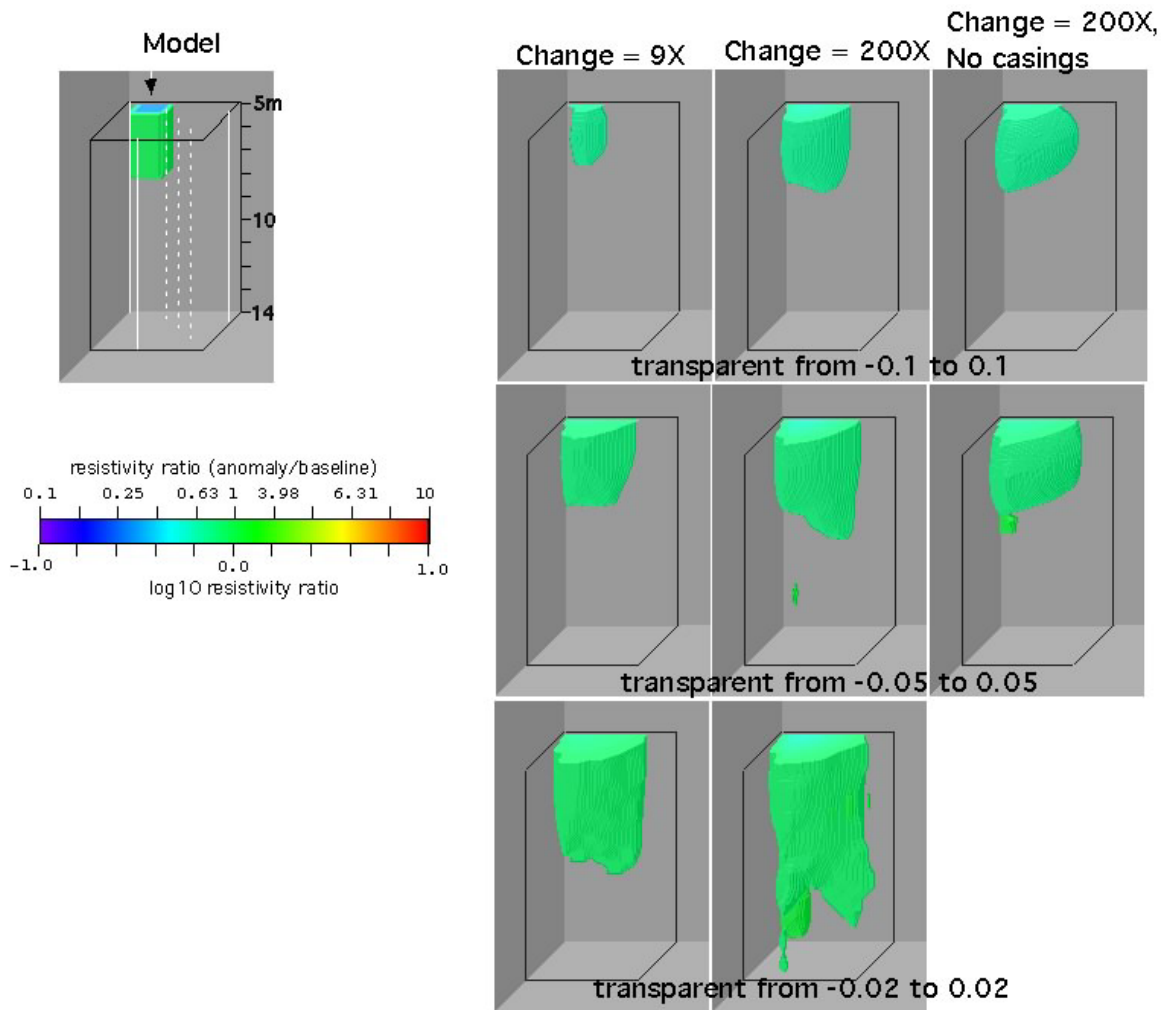 Model
5m
10
14
Change = 9X
Change = 200X
Change = 200X,
No casings
transparent from -0.1 to 0.1
resistivity ratio (anomaly/baseline)
0.1 0.25 0.63 1 3.98 6.31 10
-1.0 0.0 1.0
log10 resistivity ratio
transparent from -0.05 to 0.05
transparent from -0.02 to 0.02